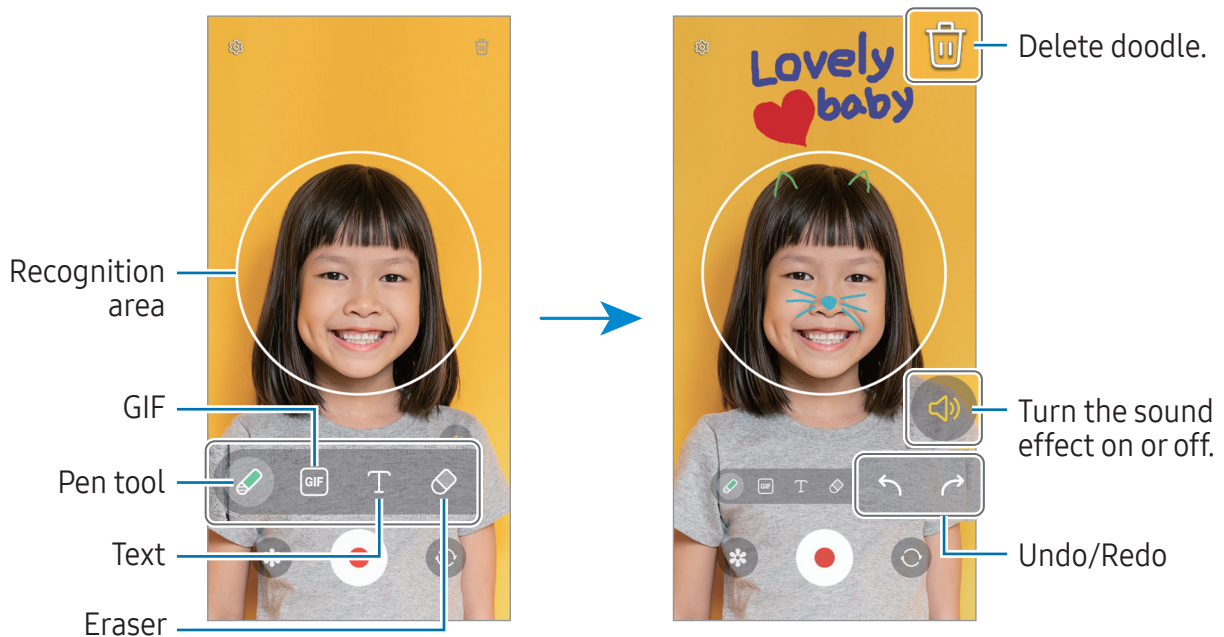 Lovely
baby
Delete doodle.
Recognition
area
GIF
Turn the sound
effect on or off.
Pen tool
GIF
T
GIF
T
Text
Undo/Redo
Eraser